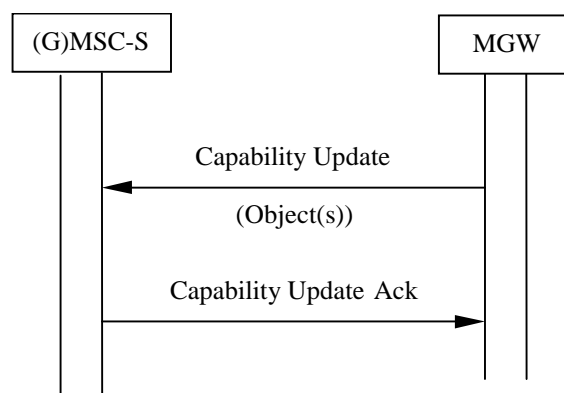 (G)MSC-S
MGW
Capability Update
(Object(s))
Capability Update Ack